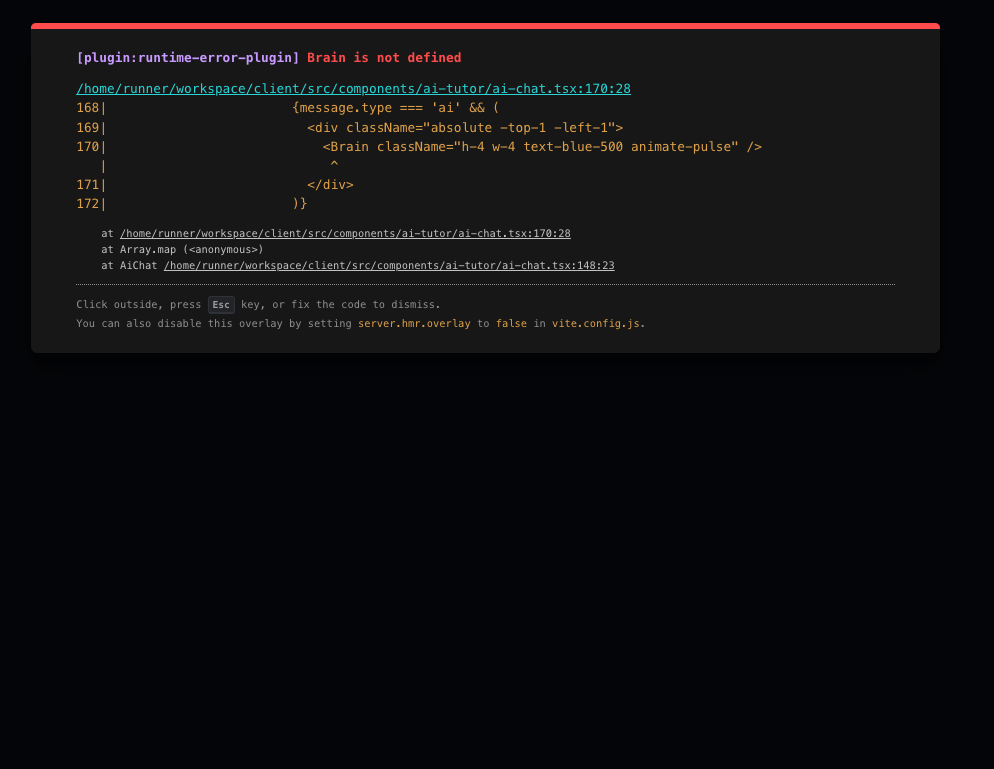 [plugin:runtime-error-plugin] Brain is not defined
/home/runner/workspace/client/src/components/ai-tutor/ai-chat.tsx:170:28
168|                        {message.type === 'ai' && (
169|                          <div className="absolute -top-1 -left-1">
170|                            <Brain className="h-4 w-4 text-blue-500 animate-pulse" />
   |                             ^
171|                          </div>
172|                        )}
at /home/runner/workspace/client/src/components/ai-tutor/ai-chat.tsx:170:28
at Array.map (<anonymous>)
at AiChat /home/runner/workspace/client/src/components/ai-tutor/ai-chat.tsx:148:23
Click outside, press Esc key, or fix the code to dismiss.
You can also disable this overlay by setting server.hmr.overlay to false in vite.config.js.